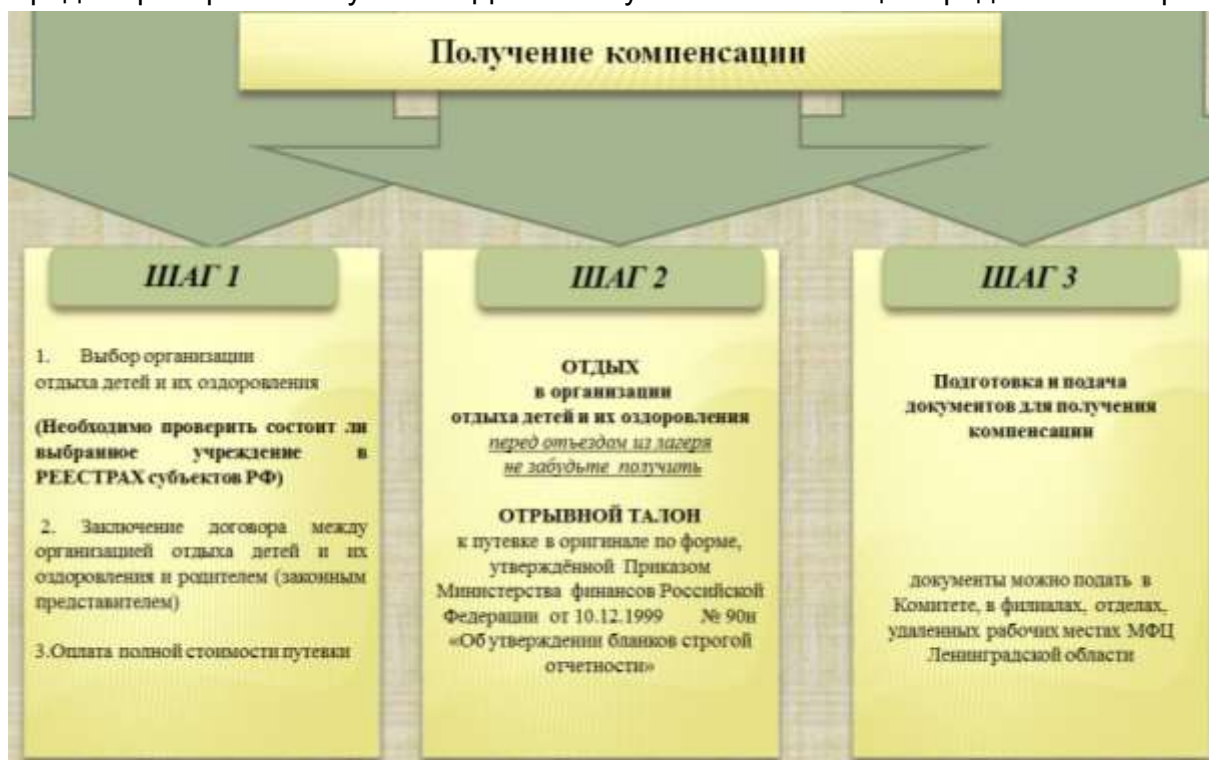 Получение компенсации
ШАГ 1
1. Выбор организации
отдыха детей и их оздоровления
(Необходимо проверить состоит ли
выбранное учреждение в
РЕЕСТРАХ субъектов РФ)
2. Заключение договора между
организацией отдыха детей и их
оздоровления и родителем (законным
представителем)
3.Оплата полной стоимости путевки
ШАГ 2
ОТДЫХ
в организации
отдыха детей и их оздоровления
перед отъездом из лагеря
не забудьте получить
ОТРЫВНОЙ ТАЛОН
к путевке в оригинале по форме,
утверждённой Приказом
Министерства финансов Российской
Федерации от 10.12.1999 № 90н
«Об утверждении бланков строгой
отчетности»
ШАГ 3
Подготовка и подача
документов для получения
компенсации
документы можно подать в
Комитете, в филиалах, отделах,
удаленных рабочих местах МФЦ
Ленинградской области